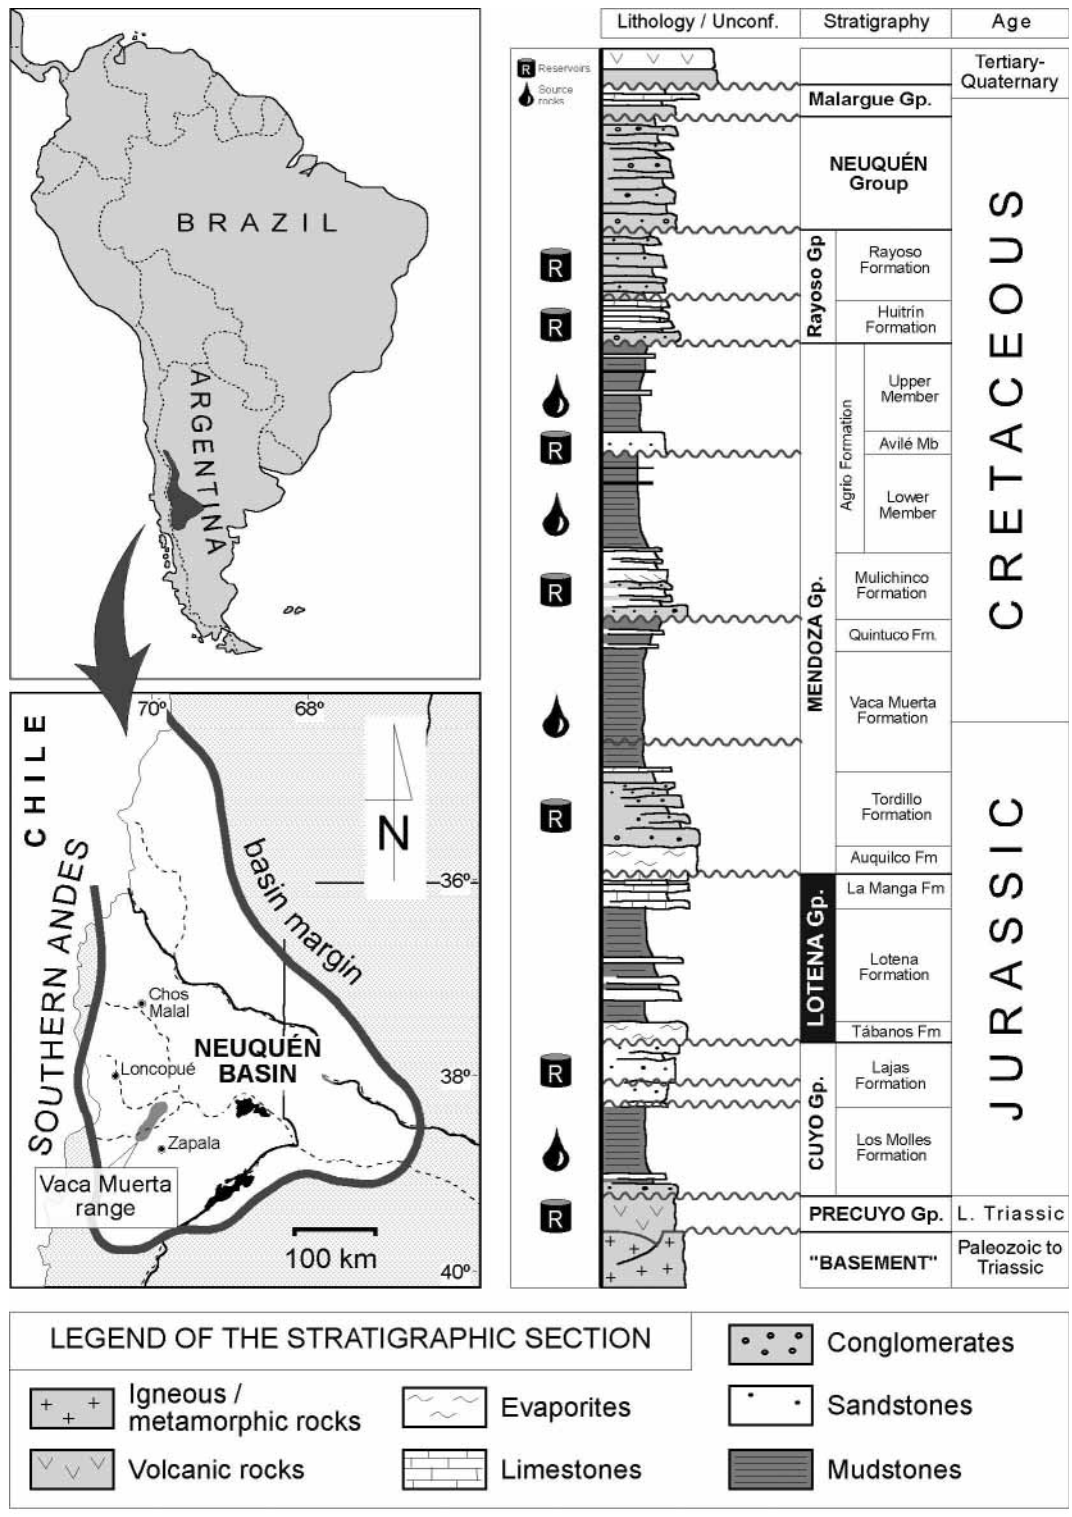 BRAZIL
ARGENTINA
CHILE
70º
68º
N
SOUTHERN ANDES
basin margin
36º
Chos
Malal
NEUQUÉN
BASIN
Loncopué
38º
Zapala
Vaca Muerta
range
100 km
40º
Lithology / Unconf.
Stratigraphy
Age
R
Reservoirs
Source
rocks
Tertiary-
Quaternary
Malargue Gp.
NEUQUÉN
Group
CRETACEOUS
Rayoso Gp
R
Rayoso
Formation
R
Huitrin
Formation
MENDOZA Gp.
Agrio Formation
Upper
Member
R
Avilé Mb
Lower
Member
R
Mulichinco
Formation
Quintuco Fm.
Vaca Muerta
Formation
JURASSIC
R
Tordillo
Formation
Auquilco Fm
LOTENA Gp.
La Manga Fm
Lotena
Formation
Tábanos Fm
CUYO Gp.
R
Lajas
Formation
Los Molles
Formation
R
PRECUYO Gp.
L. Triassic
"BASEMENT"
Paleozoic to
Triassic
LEGEND OF THE STRATIGRAPHIC SECTION
Igneous /
metamorphic rocks
Volcanic rocks
Evaporites
Limestones
Conglomerates
Sandstones
Mudstones